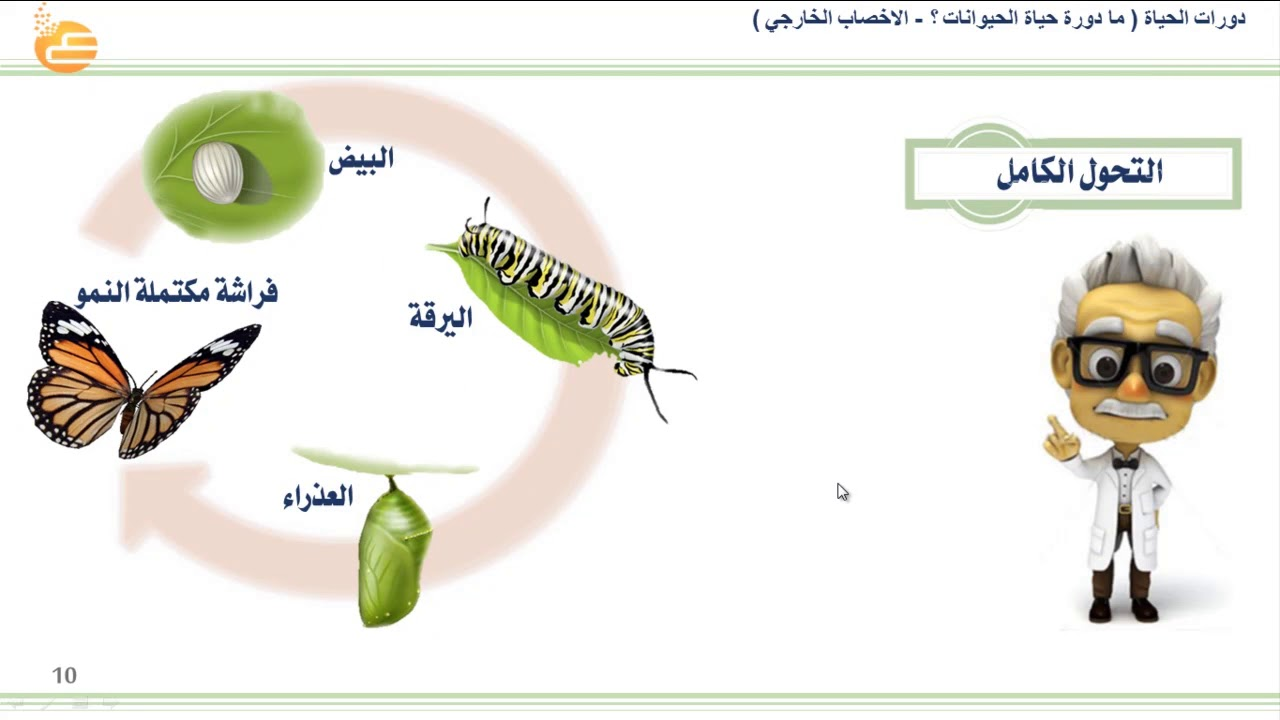 دورات الحياة ( ما دورة حياة الحيوانات ؟ - الاخصاب الخارجي )
التحول الكامل
البيض
اليرقة
فراشة مكتملة النمو
العذراء
10